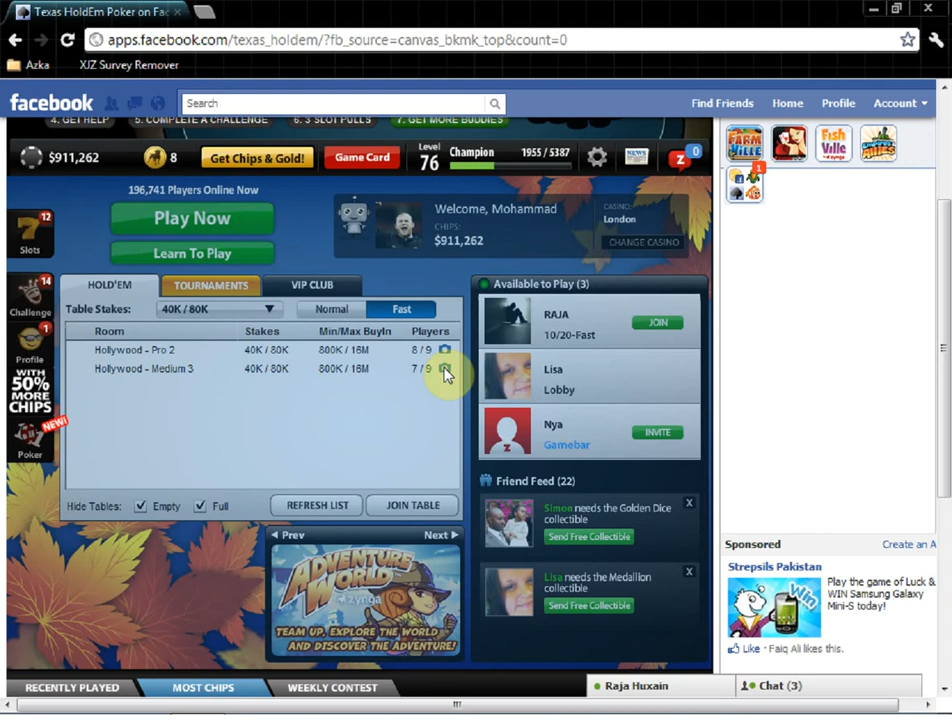 Texas HoldEm Poker on Fac
apps.facebook.com/texas_holdem/?fb_source=canvas_bkmk_top&count=0
Azka XJZ Survey Remover
facebook Search Find Friends Home Profile Account
4. GET HELP 5. COMPLETE A CHALLENGE 6. 3 SLOT PULLS 7. GET MORE BUDDIES
$911,262 8 Get Chips & Gold! Game Card Level 76 Champion 1955 / 5387 NEWS Z 0
FARM VILLE FISH VILLE Allies
1
196,741 Players Online Now
Play Now
Learn To Play
Welcome, Mohammad
CHIPS:
$911,262
CASINO:
London
CHANGE CASINO
12
Slots
14
Challenge
1
Profile
WITH
50%
MORE
CHIPS
NEW!
Poker
HOLD'EM TOURNAMENTS VIP CLUB
Table Stakes: 40K / 80K Normal Fast
Room Stakes Min/Max BuyIn Players
Hollywood - Pro 2 40K / 80K 800K / 16M 8 / 9
Hollywood - Medium 3 40K / 80K 800K / 16M 7 / 9
Hide Tables: Empty Full REFRESH LIST JOIN TABLE
Available to Play (3)
RAJA
10/20-Fast
JOIN
Lisa
Lobby
Nya
Gamebar
INVITE
Friend Feed (22)
Simon needs the Golden Dice
collectible
Send Free Collectible
X
Lisa needs the Medallion
collectible
Send Free Collectible
X
Prev Next
ADVENTURE
WORLD
zynga
TEAM UP, EXPLORE THE WORLD
AND DISCOVER THE ADVENTURE!
Sponsored Create an A
Strepsils Pakistan
Win
Play the game of Luck &
WIN Samsung Galaxy
Mini-S today!
Like · Faiq Ali likes this.
RECENTLY PLAYED MOST CHIPS WEEKLY CONTEST
Raja Huxain Chat (3)